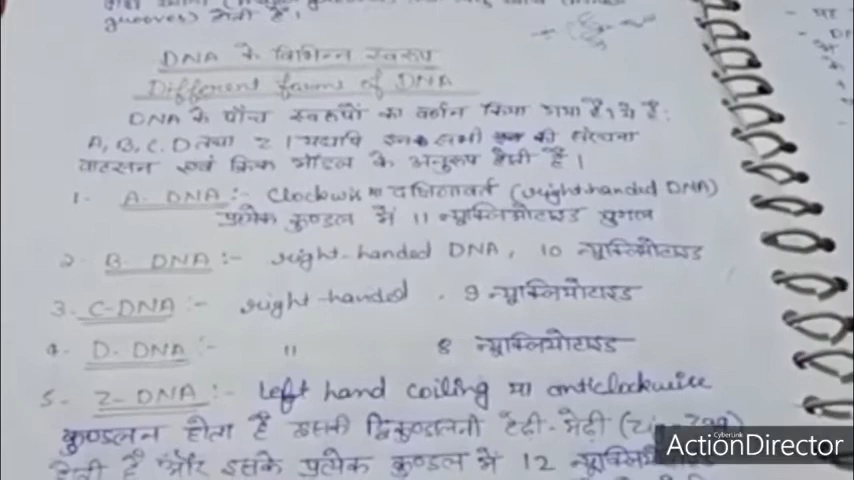 grooves) होती है।
DNA के विभिन्न स्वरूप
Different forms of DNA
DNA के पाँच स्वरूपों का वर्णन किया गया है, ये हैं:
A, B, C, D तथा Z । यद्यपि इन सभी की संरचना
वाटसन एवं क्रिक मॉडल के अनुरूप होती है।
1- A- DNA :- Clockwise दक्षिणावर्त (right-handed DNA)
प्रत्येक कुण्डल में 11 न्यूक्लियोटाइड युगल
2- B- DNA :- right-handed DNA, 10 न्यूक्लियोटाइड
3- C-DNA :- right-handed , 9 न्यूक्लियोटाइड
4- D- DNA :- " 8 न्यूक्लियोटाइड
5- Z-DNA :- Left hand coiling या anticlockwise
कुण्डलन होता है इसकी द्विकुण्डलनी टेढ़ी-मेढ़ी
होती है और इसके प्रत्येक कुण्डल में 12
CyberLink
ActionDirector